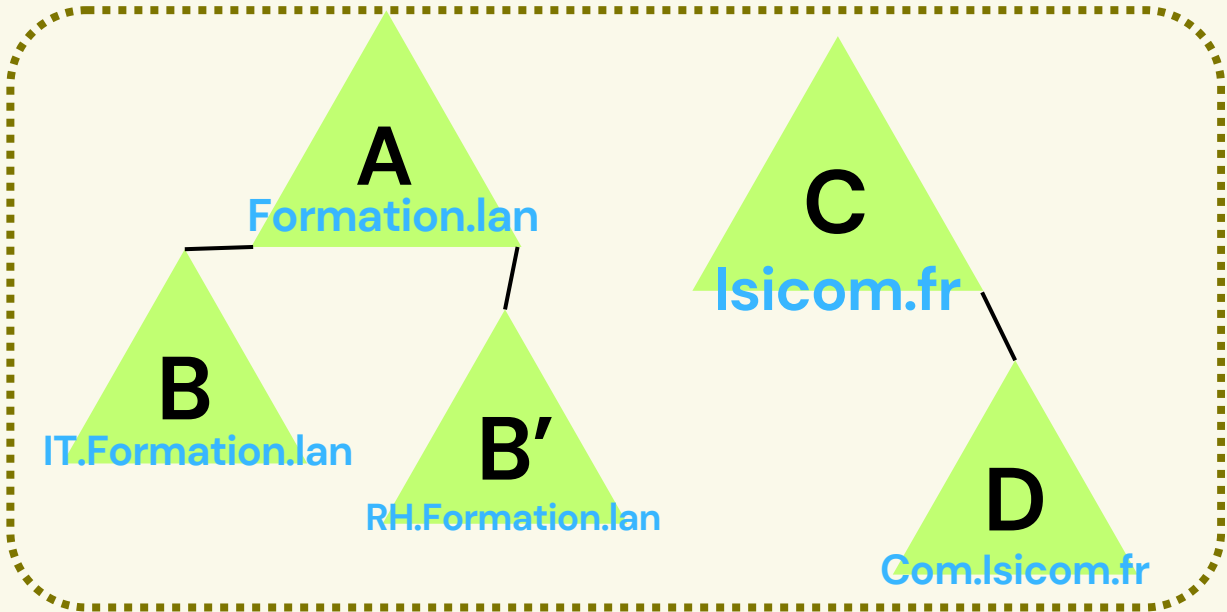 A
Formation.lan
B
IT.Formation.lan
B’
RH.Formation.lan
C
Isicom.fr
D
Com.Isicom.fr